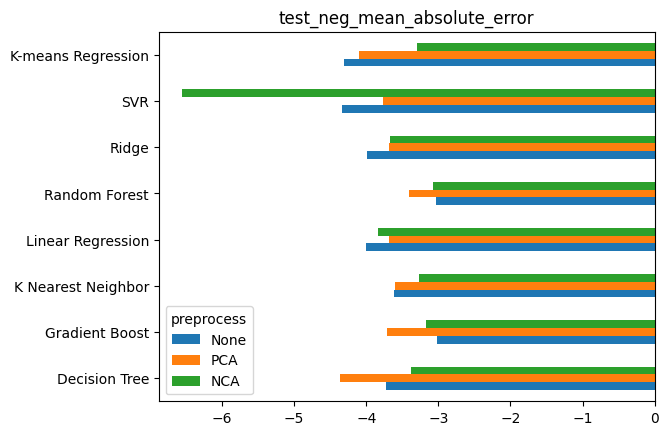 test_neg_mean_absolute_error
K-means Regression
SVR
Ridge
Random Forest
Linear Regression
K Nearest Neighbor
Gradient Boost
Decision Tree
preprocess
None
PCA
NCA
−6 −5 −4 −3 −2 −1 0